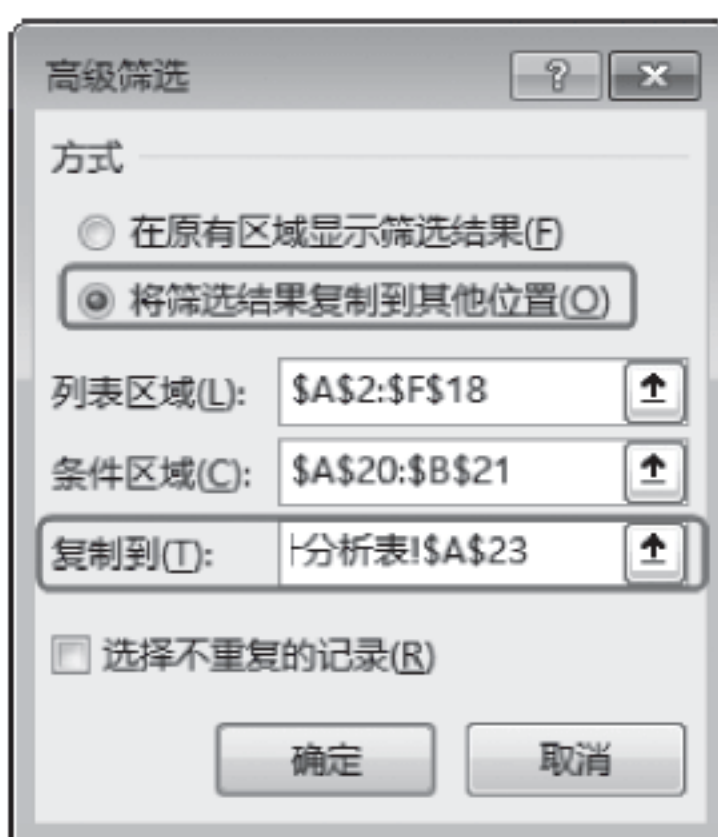 高级筛选
方式
在原有区域显示筛选结果(F)
将筛选结果复制到其他位置(O)
列表区域(L): $A$2:$F$18
条件区域(C): $A$20:$B$21
复制到(T): 分析表!$A$23
选择不重复的记录(R)
确定 取消